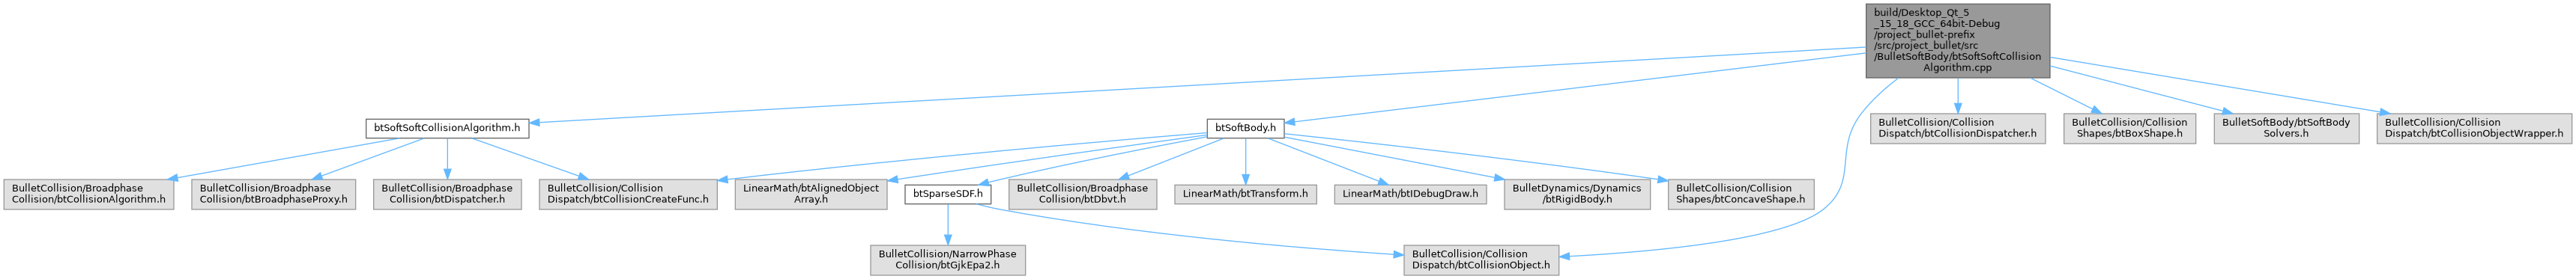 build/Desktop_Qt_5
_15_18_GCC_64bit-Debug
/project_bullet-prefix
/src/project_bullet/src
/BulletSoftBody/btSoftSoftCollision
Algorithm.cpp
btSoftSoftCollisionAlgorithm.h
btSoftBody.h
BulletCollision/Collision
Dispatch/btCollisionDispatcher.h
BulletCollision/Collision
Shapes/btBoxShape.h
BulletSoftBody/btSoftBody
Solvers.h
BulletCollision/Collision
Dispatch/btCollisionObjectWrapper.h
BulletCollision/Broadphase
Collision/btCollisionAlgorithm.h
BulletCollision/Broadphase
Collision/btBroadphaseProxy.h
BulletCollision/Broadphase
Collision/btDispatcher.h
BulletCollision/Collision
Dispatch/btCollisionCreateFunc.h
LinearMath/btAlignedObject
Array.h
btSparseSDF.h
BulletCollision/Broadphase
Collision/btDbvt.h
LinearMath/btTransform.h
LinearMath/btIDebugDraw.h
BulletDynamics/Dynamics
/btRigidBody.h
BulletCollision/Collision
Shapes/btConcaveShape.h
BulletCollision/NarrowPhase
Collision/btGjkEpa2.h
BulletCollision/Collision
Dispatch/btCollisionObject.h